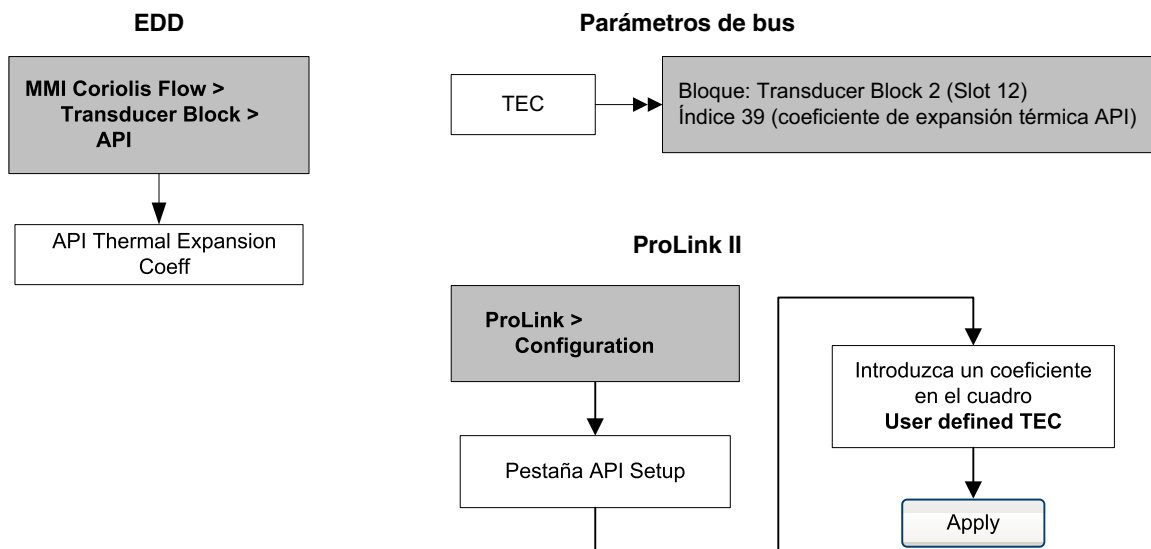 EDD
MMI Coriolis Flow >
Transducer Block >
API
API Thermal Expansion
Coeff
Parámetros de bus
TEC
Bloque: Transducer Block 2 (Slot 12)
Índice 39 (coeficiente de expansión térmica API)
ProLink II
ProLink >
Configuration
Pestaña API Setup
Introduzca un coeficiente
en el cuadro
User defined TEC
Apply